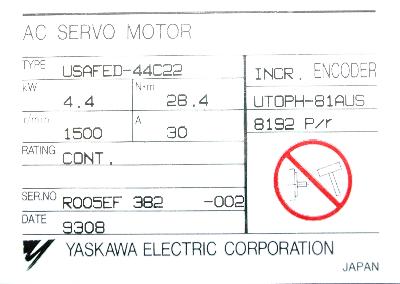 AC SERVO MOTOR
TYPE USAFED-44C22
kW 4.4 N·m 28.4
r/min 1500 A 30
RATING CONT.
SER.NO R005EF 382 -002
DATE 9308
INCR. ENCODER
UTOPH-81AUS
8192 P/r
YASKAWA ELECTRIC CORPORATION
JAPAN